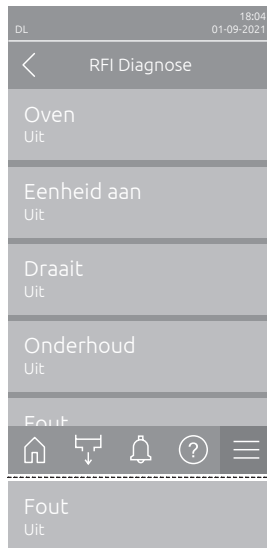 18:04
DL 01-09-2021
RFI Diagnose
Oven
Uit
Eenheid aan
Uit
Draait
Uit
Onderhoud
Uit
Fout
?
Fout
Uit